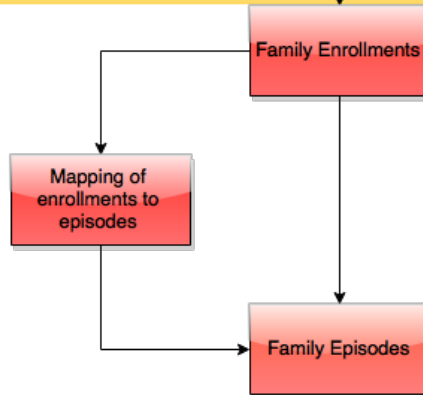 Family Enrollments
Mapping of
enrollments to
episodes
Family Episodes